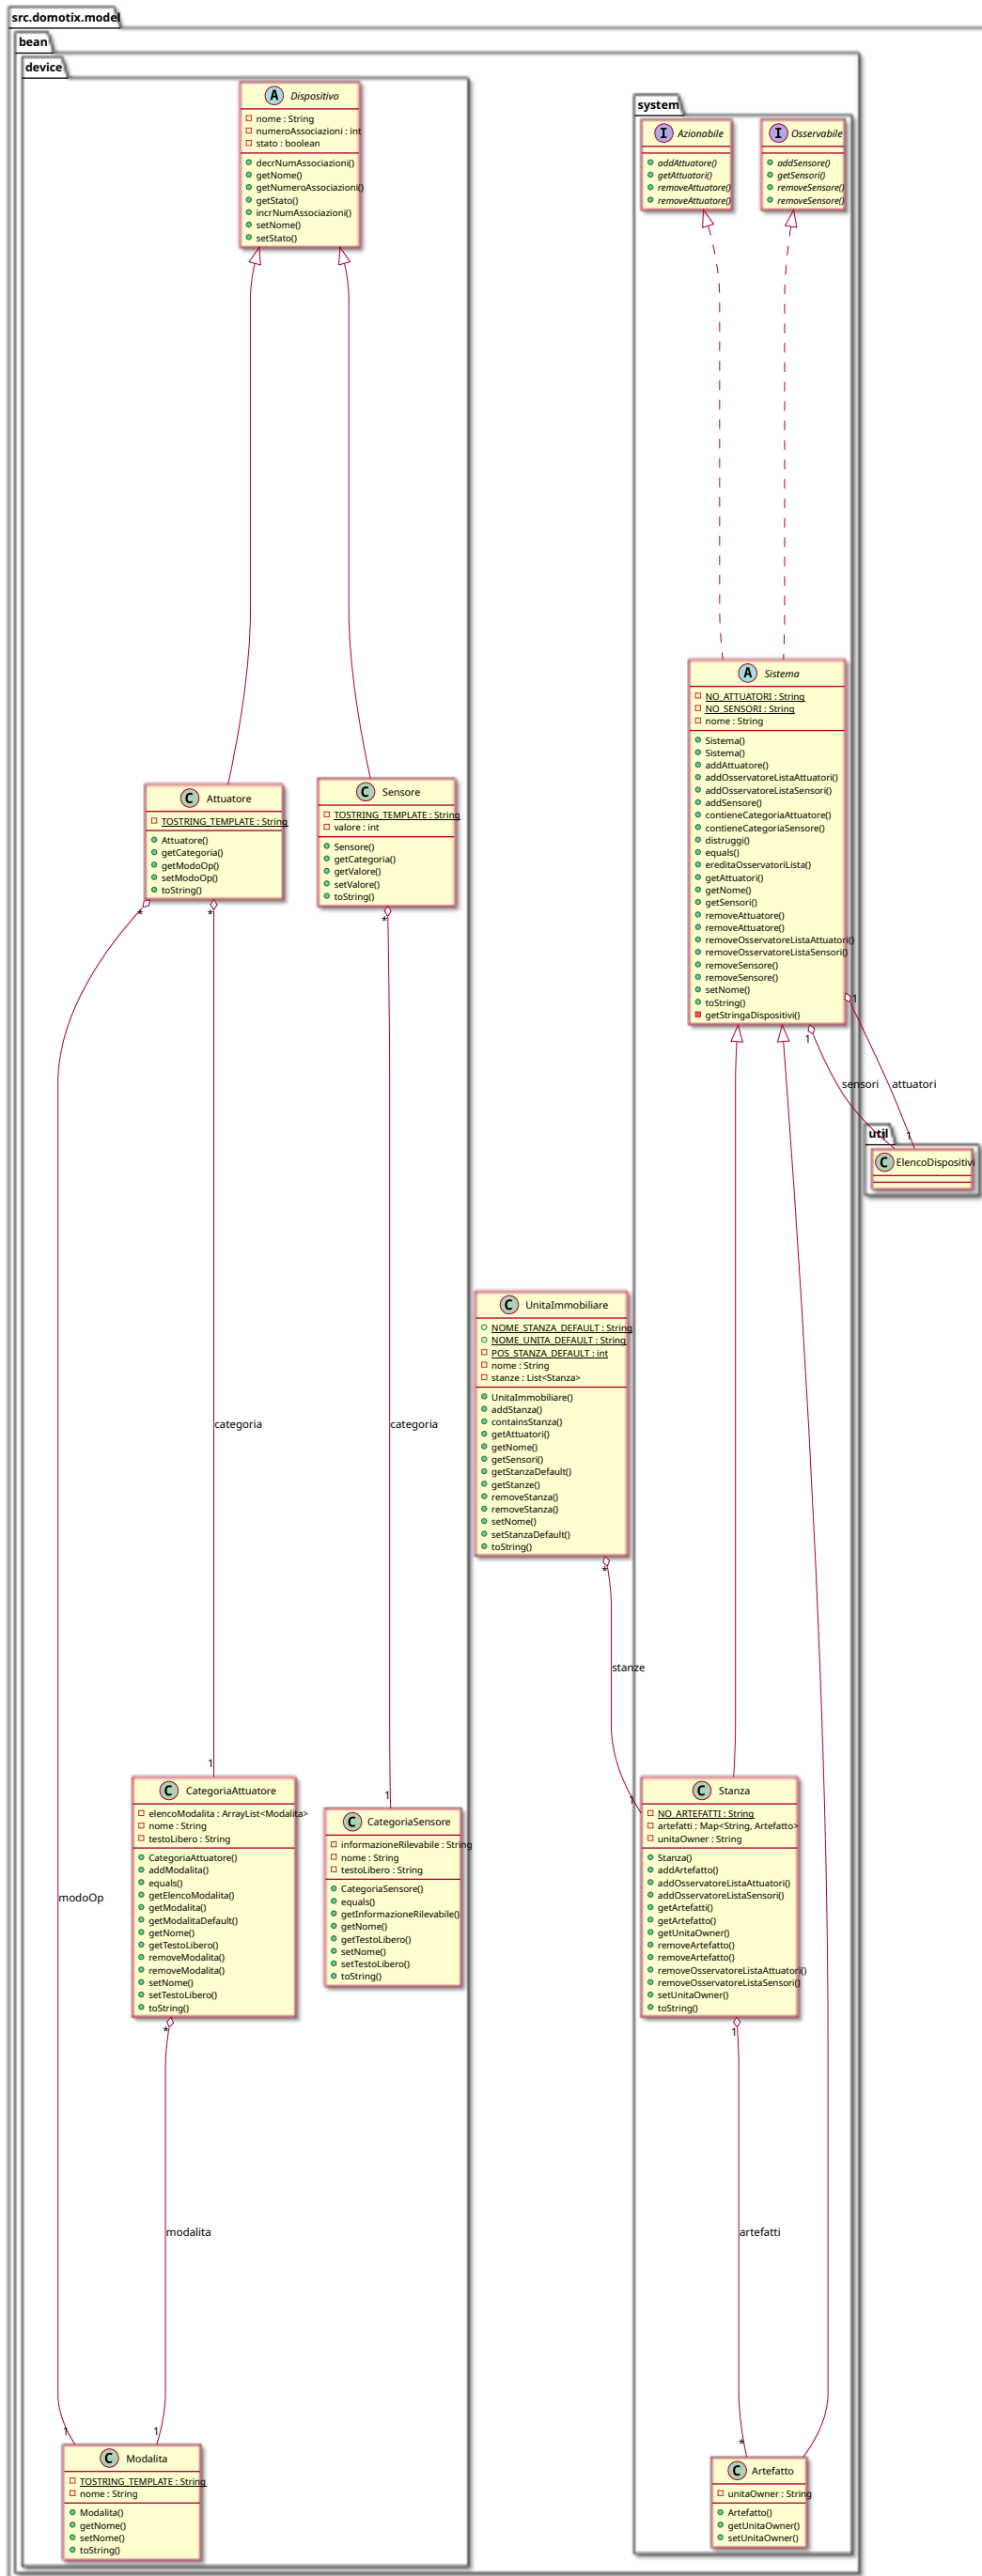 src.domotix.model
bean
device
A Dispositivo
nome : String
numeroAssociazioni : int
stato : boolean
decrNumAssociazioni()
getNome()
getNumeroAssociazioni()
getStato()
incrNumAssociazioni()
setNome()
setStato()
system
I Azionabile
addAttuatore()
getAttuatori()
removeAttuatore()
removeAttuatore()
I Osservabile
addSensore()
getSensori()
removeSensore()
removeSensore()
A Sistema
NO_ATTUATORI : String
NO_SENSORI : String
nome : String
Sistema()
Sistema()
addAttuatore()
addOsservatoreListaAttuatori()
addOsservatoreListaSensori()
addSensore()
contieneCategoriaAttuatore()
contieneCategoriaSensore()
distruggi()
equals()
ereditaOsservatoriLista()
getAttuatori()
getNome()
getSensori()
removeAttuatore()
removeAttuatore()
removeOsservatoreListaAttuatori()
removeOsservatoreListaSensori()
removeSensore()
removeSensore()
setNome()
toString()
getStringaDispositivi()
C Attuatore
TOSTRING_TEMPLATE : String
Attuatore()
getCategoria()
getModoOp()
setModoOp()
toString()
C Sensore
TOSTRING_TEMPLATE : String
valore : int
Sensore()
getCategoria()
getValore()
setValore()
toString()
*
*
*
1
1
sensori
attuatori
1
util
C ElencoDispositivi
C UnitaImmobiliare
NOME_STANZA_DEFAULT : String
NOME_UNITA_DEFAULT : String
POS_STANZA_DEFAULT : int
nome : String
stanze : List<Stanza>
UnitaImmobiliare()
addStanza()
containsStanza()
getAttuatori()
getNome()
getSensori()
getStanzaDefault()
getStanze()
removeStanza()
removeStanza()
setNome()
setStanzaDefault()
toString()
categoria
categoria
*
stanze
1
1
1
C CategoriaAttuatore
elencoModalita : ArrayList<Modalita>
nome : String
testoLibero : String
CategoriaAttuatore()
addModalita()
equals()
getElencoModalita()
getModalita()
getModalitaDefault()
getNome()
getTestoLibero()
removeModalita()
removeModalita()
setNome()
setTestoLibero()
toString()
C CategoriaSensore
informazioneRilevabile : String
nome : String
testoLibero : String
CategoriaSensore()
equals()
getInformazioneRilevabile()
getNome()
getTestoLibero()
setNome()
setTestoLibero()
toString()
C Stanza
NO_ARTEFATTI : String
artefatti : Map<String, Artefatto>
unitaOwner : String
Stanza()
addArtefatto()
addOsservatoreListaAttuatori()
addOsservatoreListaSensori()
getArtefatti()
getArtefatto()
getUnitaOwner()
removeArtefatto()
removeArtefatto()
removeOsservatoreListaAttuatori()
removeOsservatoreListaSensori()
setUnitaOwner()
toString()
modoOp
*
1
modalita
artefatti
1
1
*
C Modalita
TOSTRING_TEMPLATE : String
nome : String
Modalita()
getNome()
setNome()
toString()
C Artefatto
unitaOwner : String
Artefatto()
getUnitaOwner()
setUnitaOwner()